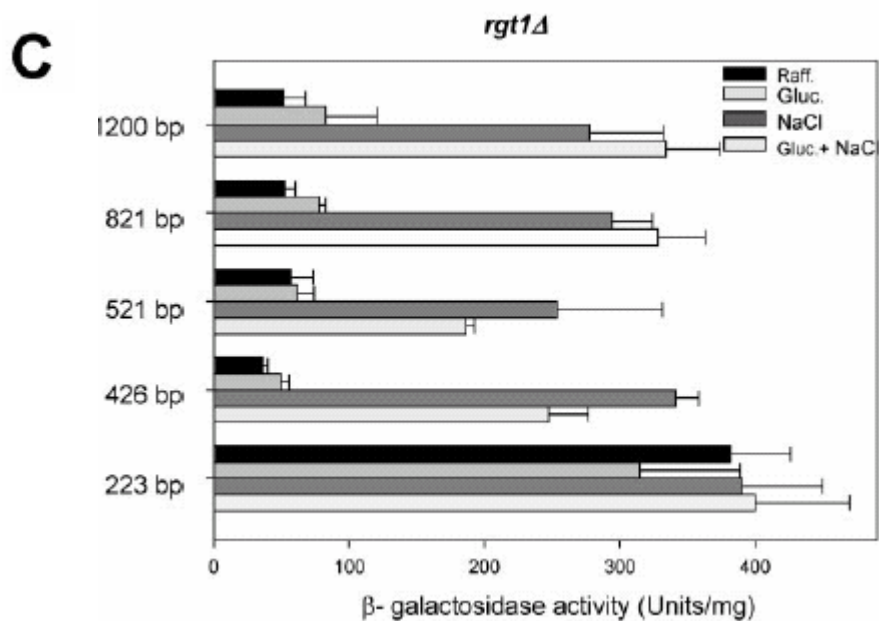 C
rgt1Δ
Raff.
Gluc.
NaCl
Gluc.+ NaCl
1200 bp
821 bp
521 bp
426 bp
223 bp
0 100 200 300 400
β- galactosidase activity (Units/mg)